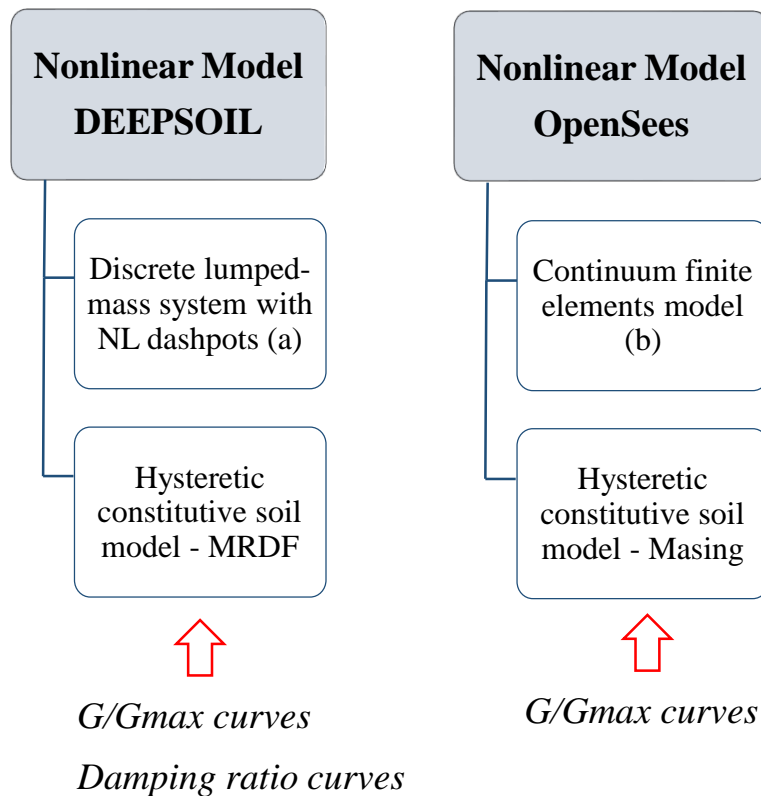 Nonlinear Model
DEEPSOIL
Discrete lumped-
mass system with
NL dashpots (a)
Hysteretic
constitutive soil
model - MRDF
G/Gmax curves
Damping ratio curves
Nonlinear Model
OpenSees
Continuum finite
elements model
(b)
Hysteretic
constitutive soil
model - Masing
G/Gmax curves